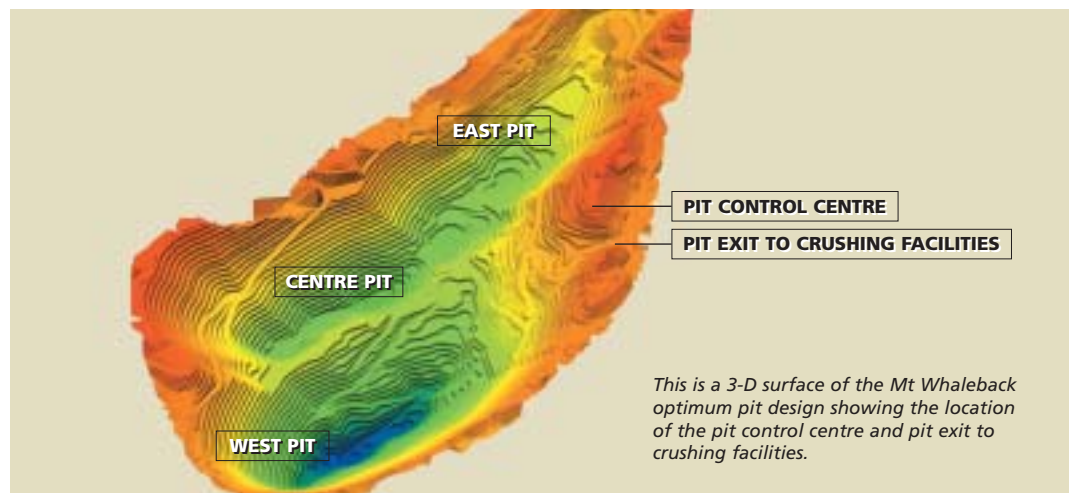 EAST PIT
PIT CONTROL CENTRE
PIT EXIT TO CRUSHING FACILITIES
CENTRE PIT
This is a 3-D surface of the Mt Whaleback
optimum pit design showing the location
of the pit control centre and pit exit to
crushing facilities.
WEST PIT